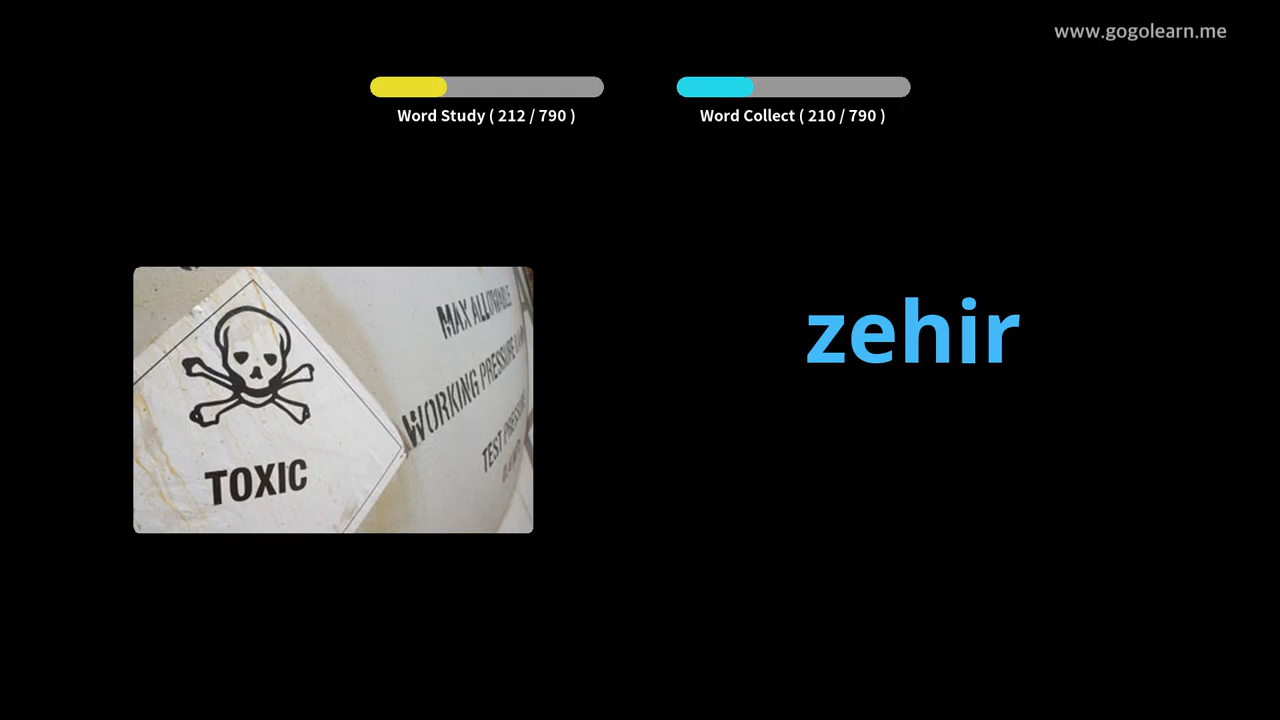 www.gogolearn.me
Word Study ( 212 / 790 )
Word Collect ( 210 / 790 )
MAX ALLOWABLE
WORKING PRESSURE
TEST PRESSURE
TOXIC
zehir